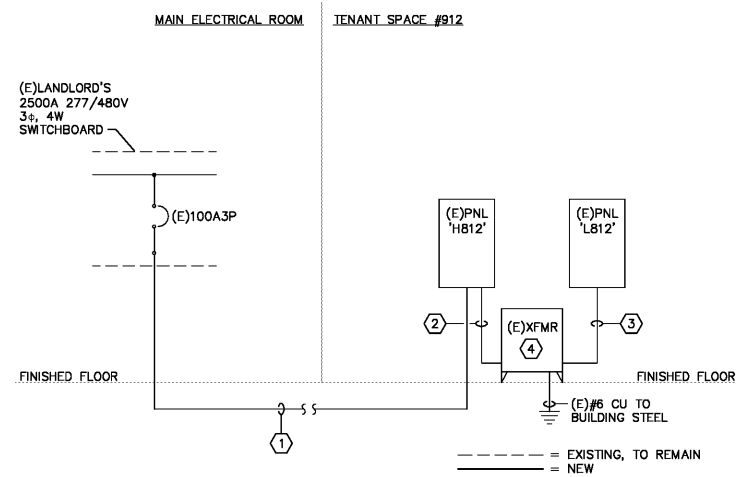 MAIN ELECTRICAL ROOM
TENANT SPACE #912
(E)LANDLORD'S
2500A 277/480V
3φ, 4W
SWITCHBOARD
(E)100A3P
(E)PNL
'H812'
(E)PNL
'L812'
2
(E)XFMR
4
3
FINISHED FLOOR
FINISHED FLOOR
(E)#6 CU TO
BUILDING STEEL
1
= EXISTING, TO REMAIN
= NEW